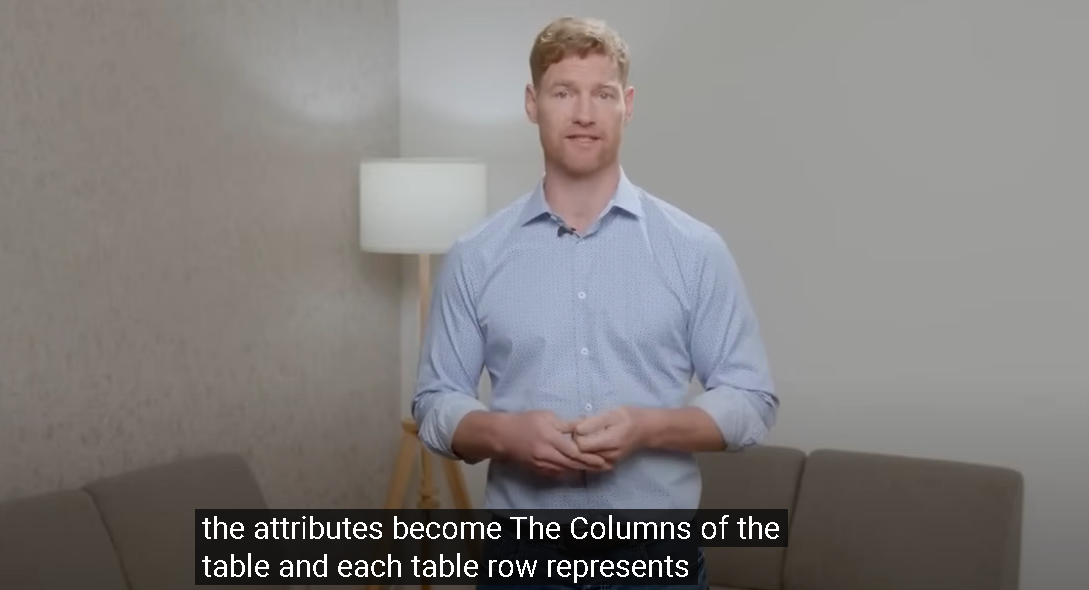 the attributes become The Columns of the
table and each table row represents